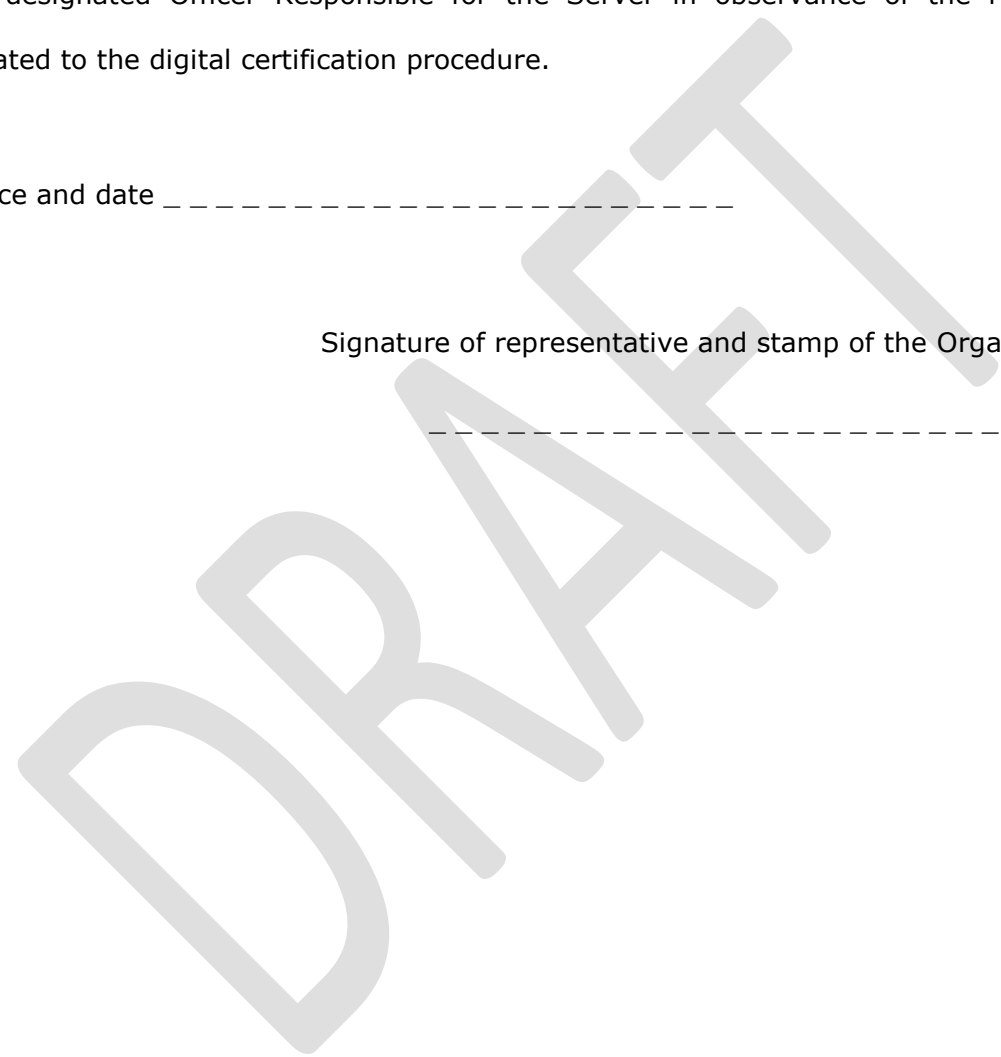 designated Officer Responsible for the Server in observance of the
ated to the digital certification procedure.
ce and date _ _ _ _ _ _ _ _ _ _ _ _ _ _ _ _ _ _ _ _ _ _
Signature of representative and stamp of the Orga
_ _ _ _ _ _ _ _ _ _ _ _ _ _ _ _ _ _ _ _ _ _
DRAFT